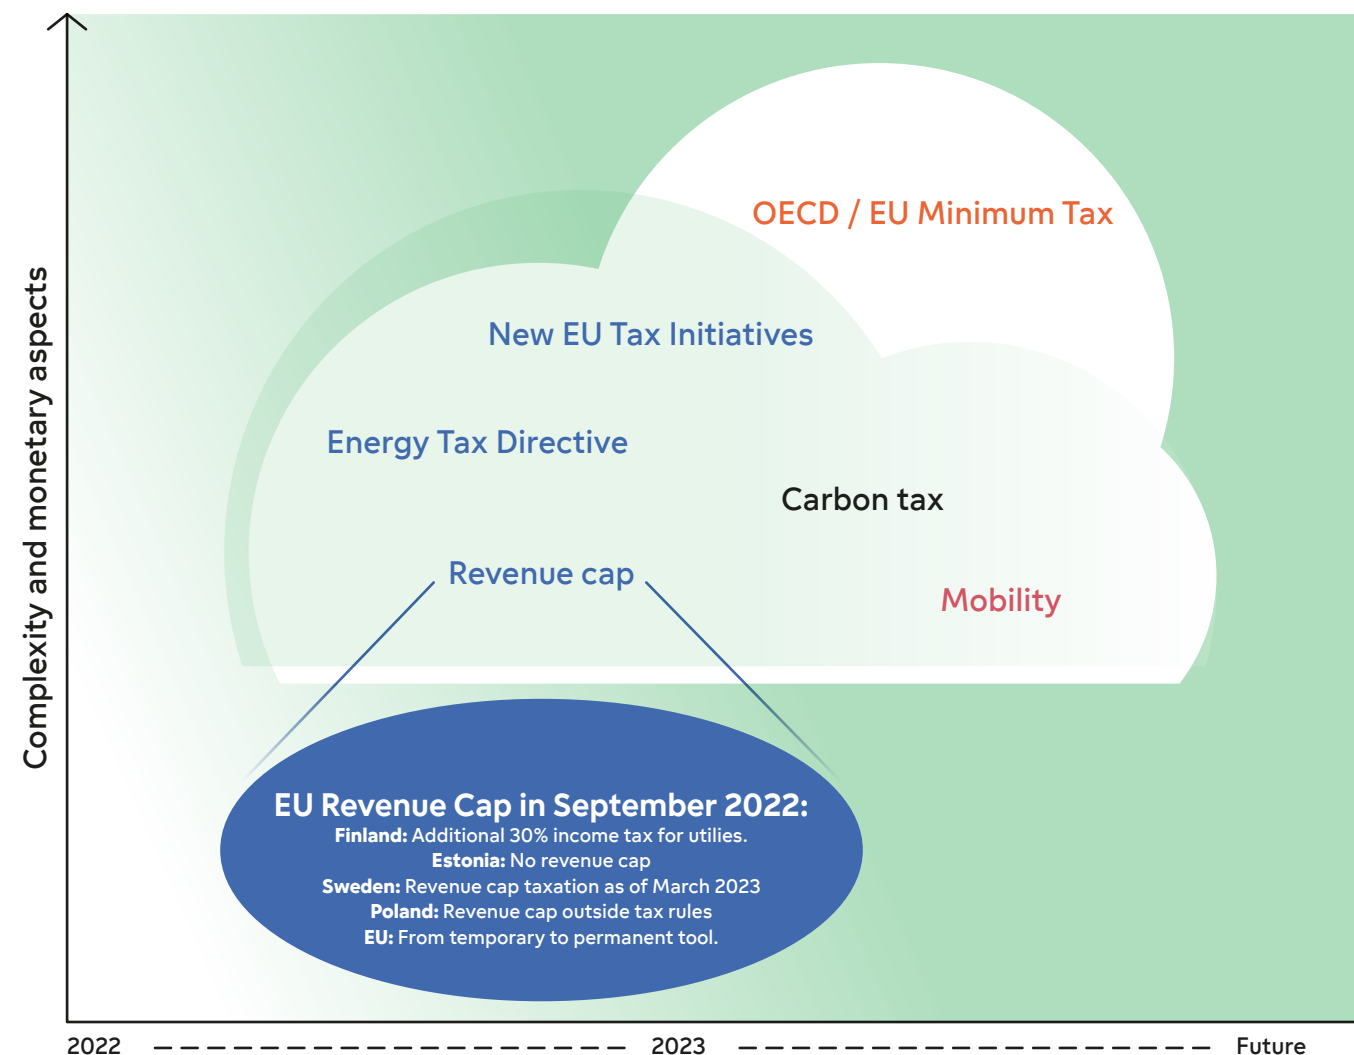 Complexity and monetary aspects
OECD / EU Minimum Tax
New EU Tax Initiatives
Energy Tax Directive
Carbon tax
Revenue cap
Mobility
EU Revenue Cap in September 2022:
Finland: Additional 30% income tax for utilies.
Estonia: No revenue cap
Sweden: Revenue cap taxation as of March 2023
Poland: Revenue cap outside tax rules
EU: From temporary to permanent tool.
2022 2023 Future